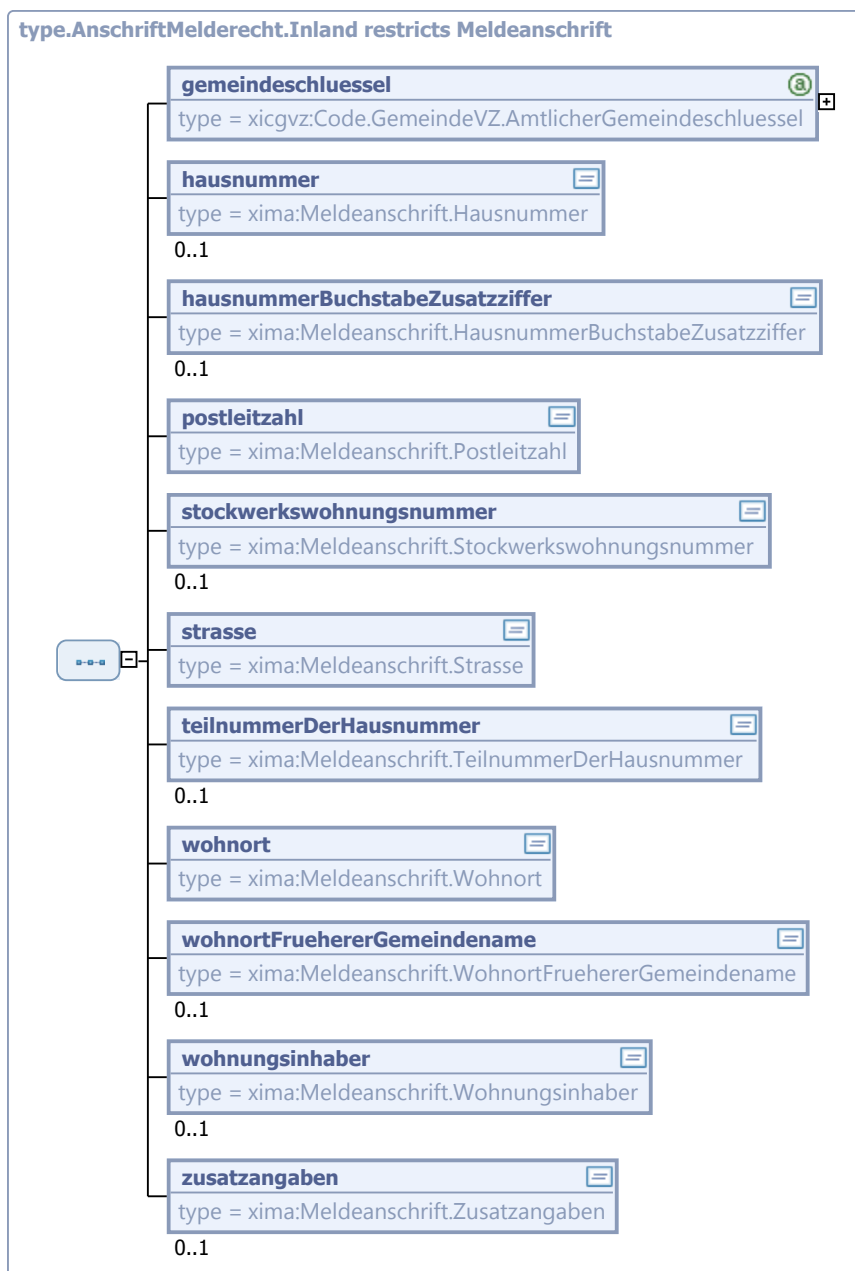 type.AnschriftMelderecht.Inland restricts Meldeanschrift
gemeindeschluessel
type = xicgvz:Code.GemeindeVZ.AmtlicherGemeindeschluessel
hausnummer
type = xima:Meldeanschrift.Hausnummer
0..1
hausnummerBuchstabeZusatzziffer
type = xima:Meldeanschrift.HausnummerBuchstabeZusatzziffer
0..1
postleitzahl
type = xima:Meldeanschrift.Postleitzahl
stockwerkswohnungsnummer
type = xima:Meldeanschrift.Stockwerkswohnungsnummer
0..1
strasse
type = xima:Meldeanschrift.Strasse
teilnummerDerHausnummer
type = xima:Meldeanschrift.TeilnummerDerHausnummer
0..1
wohnort
type = xima:Meldeanschrift.Wohnort
wohnortFruehererGemeindename
type = xima:Meldeanschrift.WohnortFruehererGemeindename
0..1
wohnungsinhaber
type = xima:Meldeanschrift.Wohnungsinhaber
0..1
zusatzangaben
type = xima:Meldeanschrift.Zusatzangaben
0..1